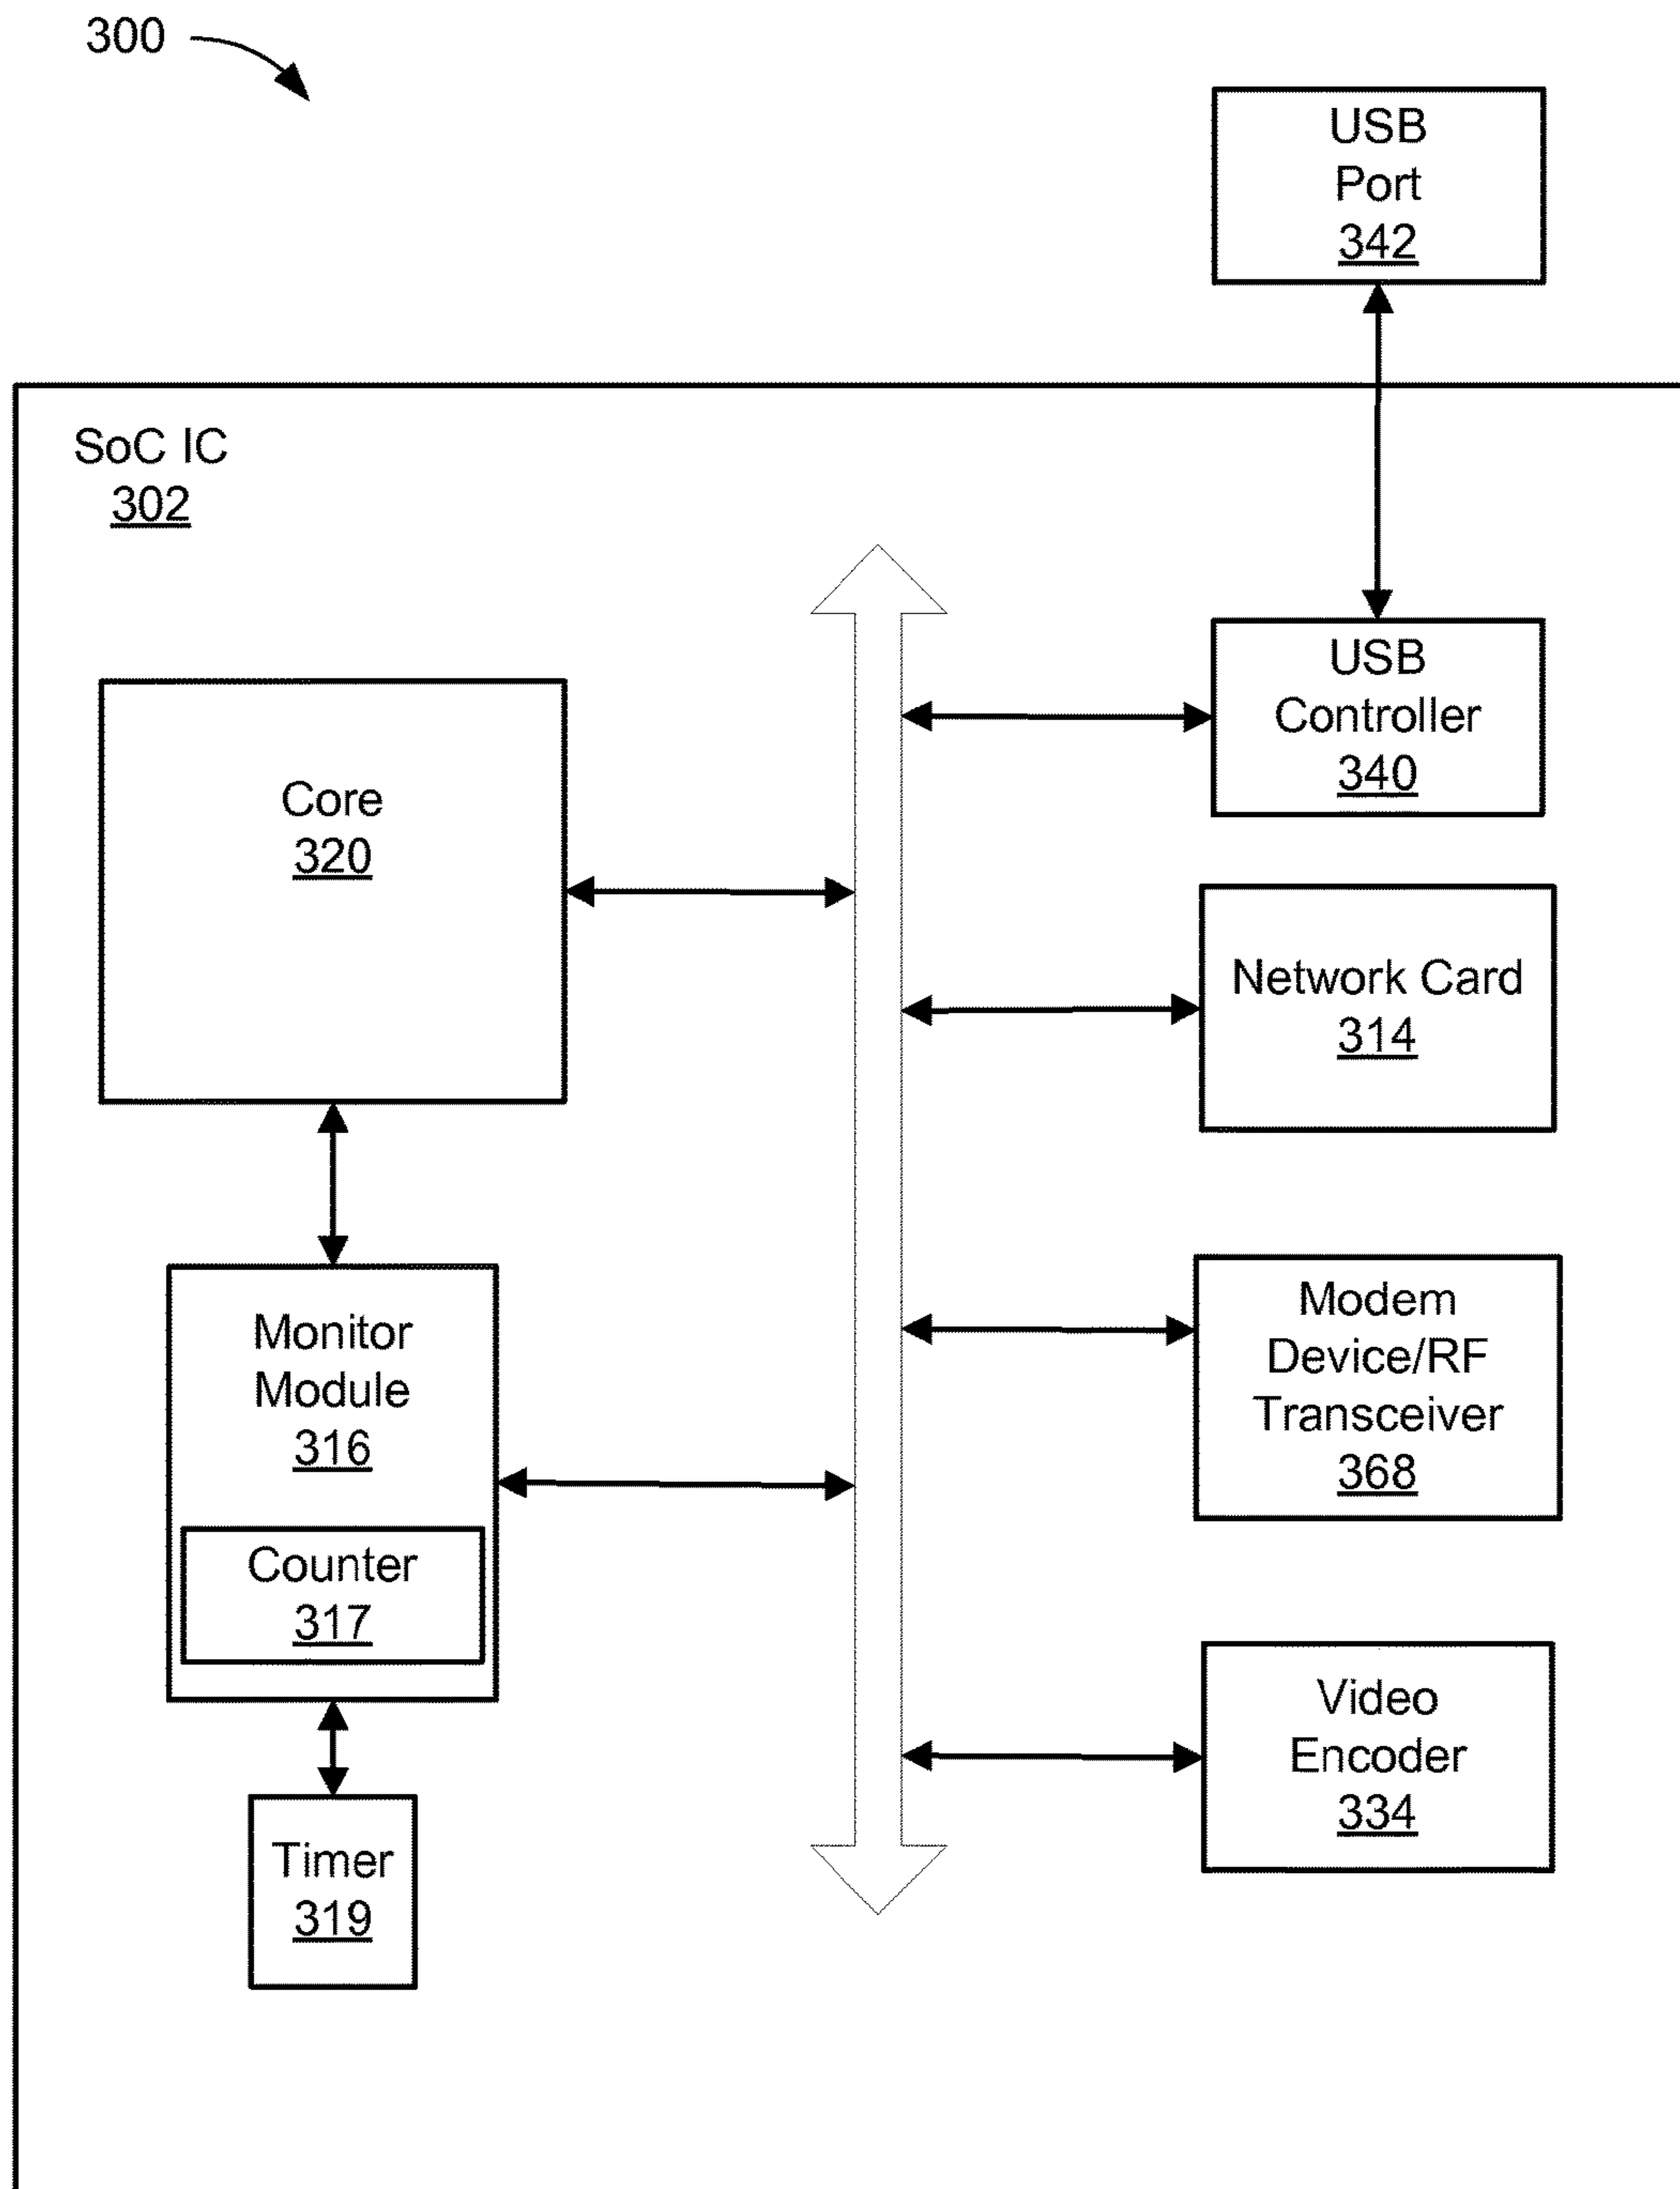 300
USB
Port
342
SoC IC
302
USB
Controller
340
Core
320
Network Card
314
Monitor
Module
316
Modem
Device/RF
Transceiver
368
Counter
317
Video
Encoder
334
Timer
319